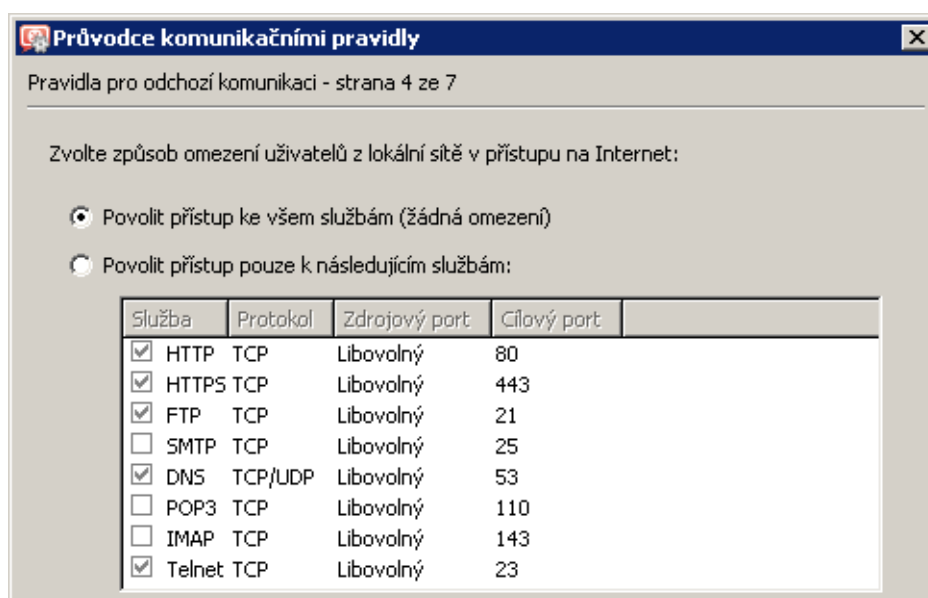 Průvodce komunikačními pravidly
Pravidla pro odchozí komunikaci - strana 4 ze 7
Zvolte způsob omezení uživatelů z lokální sítě v přístupu na Internet:
Povolit přístup ke všem službám (žádná omezení)
Povolit přístup pouze k následujícím službám:
Služba Protokol Zdrojový port Cílový port
HTTP TCP Libovolný 80
HTTPS TCP Libovolný 443
FTP TCP Libovolný 21
SMTP TCP Libovolný 25
DNS TCP/UDP Libovolný 53
POP3 TCP Libovolný 110
IMAP TCP Libovolný 143
Telnet TCP Libovolný 23